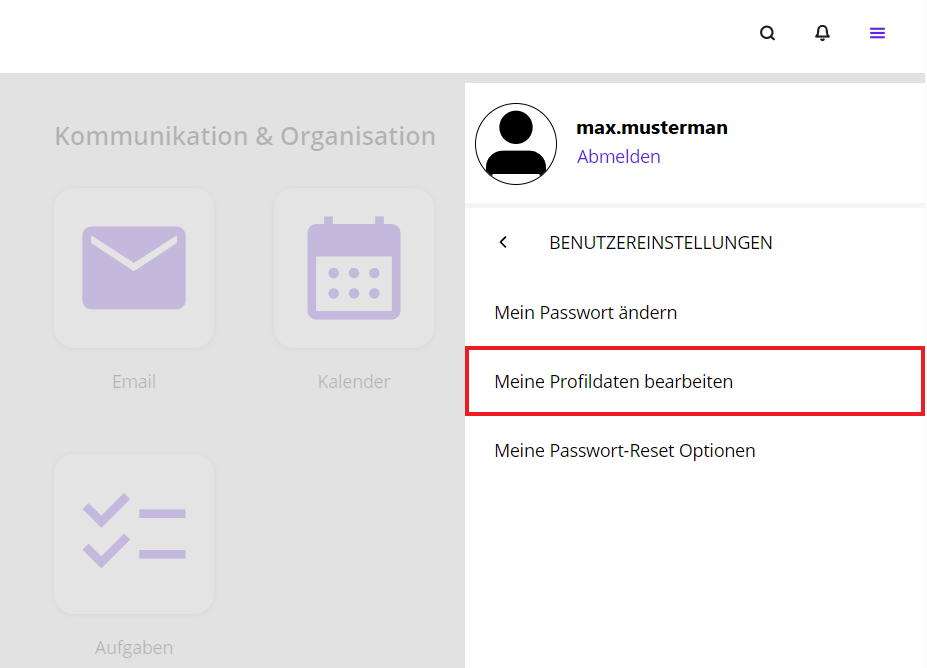 Kommunikation & Organisation
Email
Kalender
Aufgaben
max.musterman
Abmelden
BENUTZEREINSTELLUNGEN
Mein Passwort ändern
Meine Profildaten bearbeiten
Meine Passwort-Reset Optionen